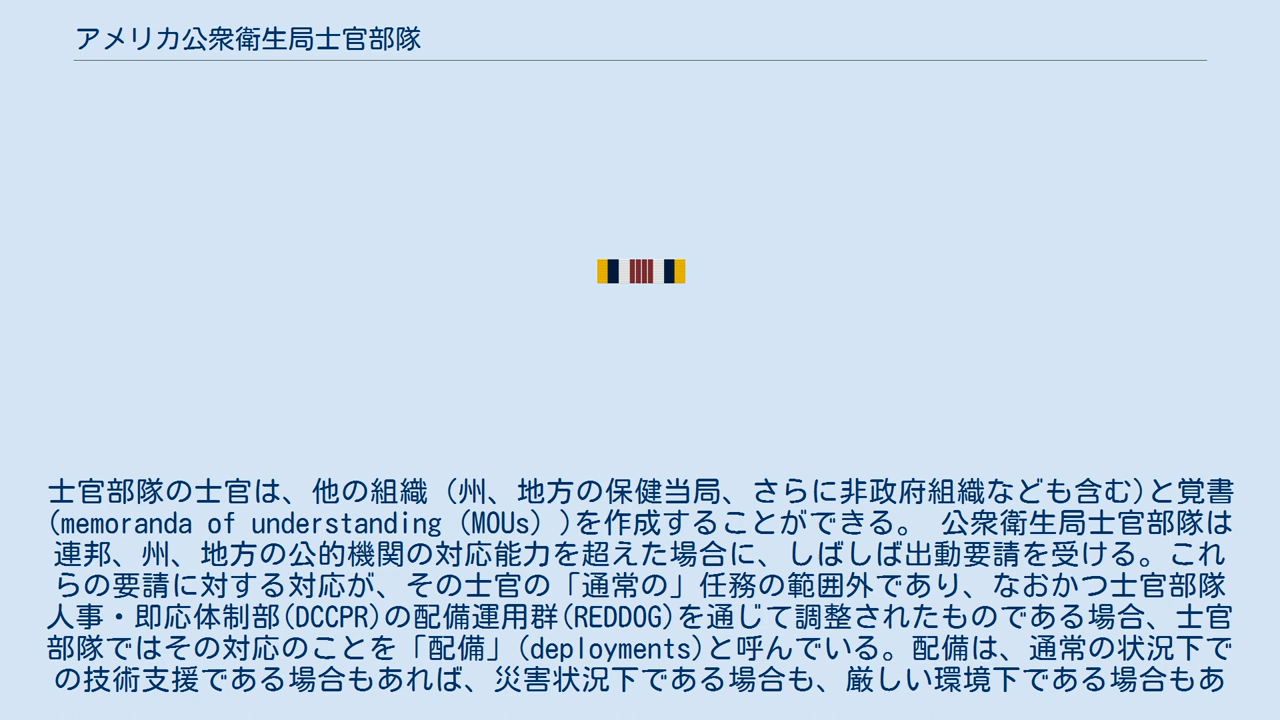 アメリカ公衆衛生局士官部隊
士官部隊の士官は、他の組織（州、地方の保健当局、さらに非政府組織なども含む)と覚書
(memoranda of understanding（MOUs）)を作成することができる。 公衆衛生局士官部隊は
連邦、州、地方の公的機関の対応能力を超えた場合に、しばしば出動要請を受ける。これ
らの要請に対する対応が、その士官の「通常の」任務の範囲外であり、なおかつ士官部隊
人事・即応体制部(DCCPR)の配備運用群(REDDOG)を通じて調整されたものである場合、士官
部隊ではその対応のことを「配備」(deployments)と呼んでいる。配備は、通常の状況下で
の技術支援である場合もあれば、災害状況下である場合も、厳しい環境下である場合もあ